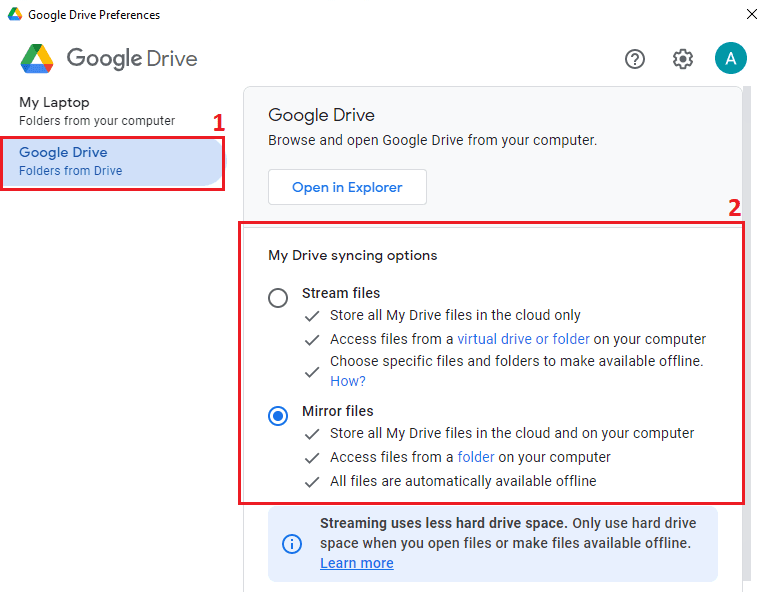 Google Drive Preferences
Google Drive
A
My Laptop
Folders from your computer
1
Google Drive
Folders from Drive
Google Drive
Browse and open Google Drive from your computer.
Open in Explorer
2
My Drive syncing options
Stream files
Store all My Drive files in the cloud only
Access files from a virtual drive or folder on your computer
Choose specific files and folders to make available offline.
How?
Mirror files
Store all My Drive files in the cloud and on your computer
Access files from a folder on your computer
All files are automatically available offline
Streaming uses less hard drive space. Only use hard drive
space when you open files or make files available offline.
Learn more